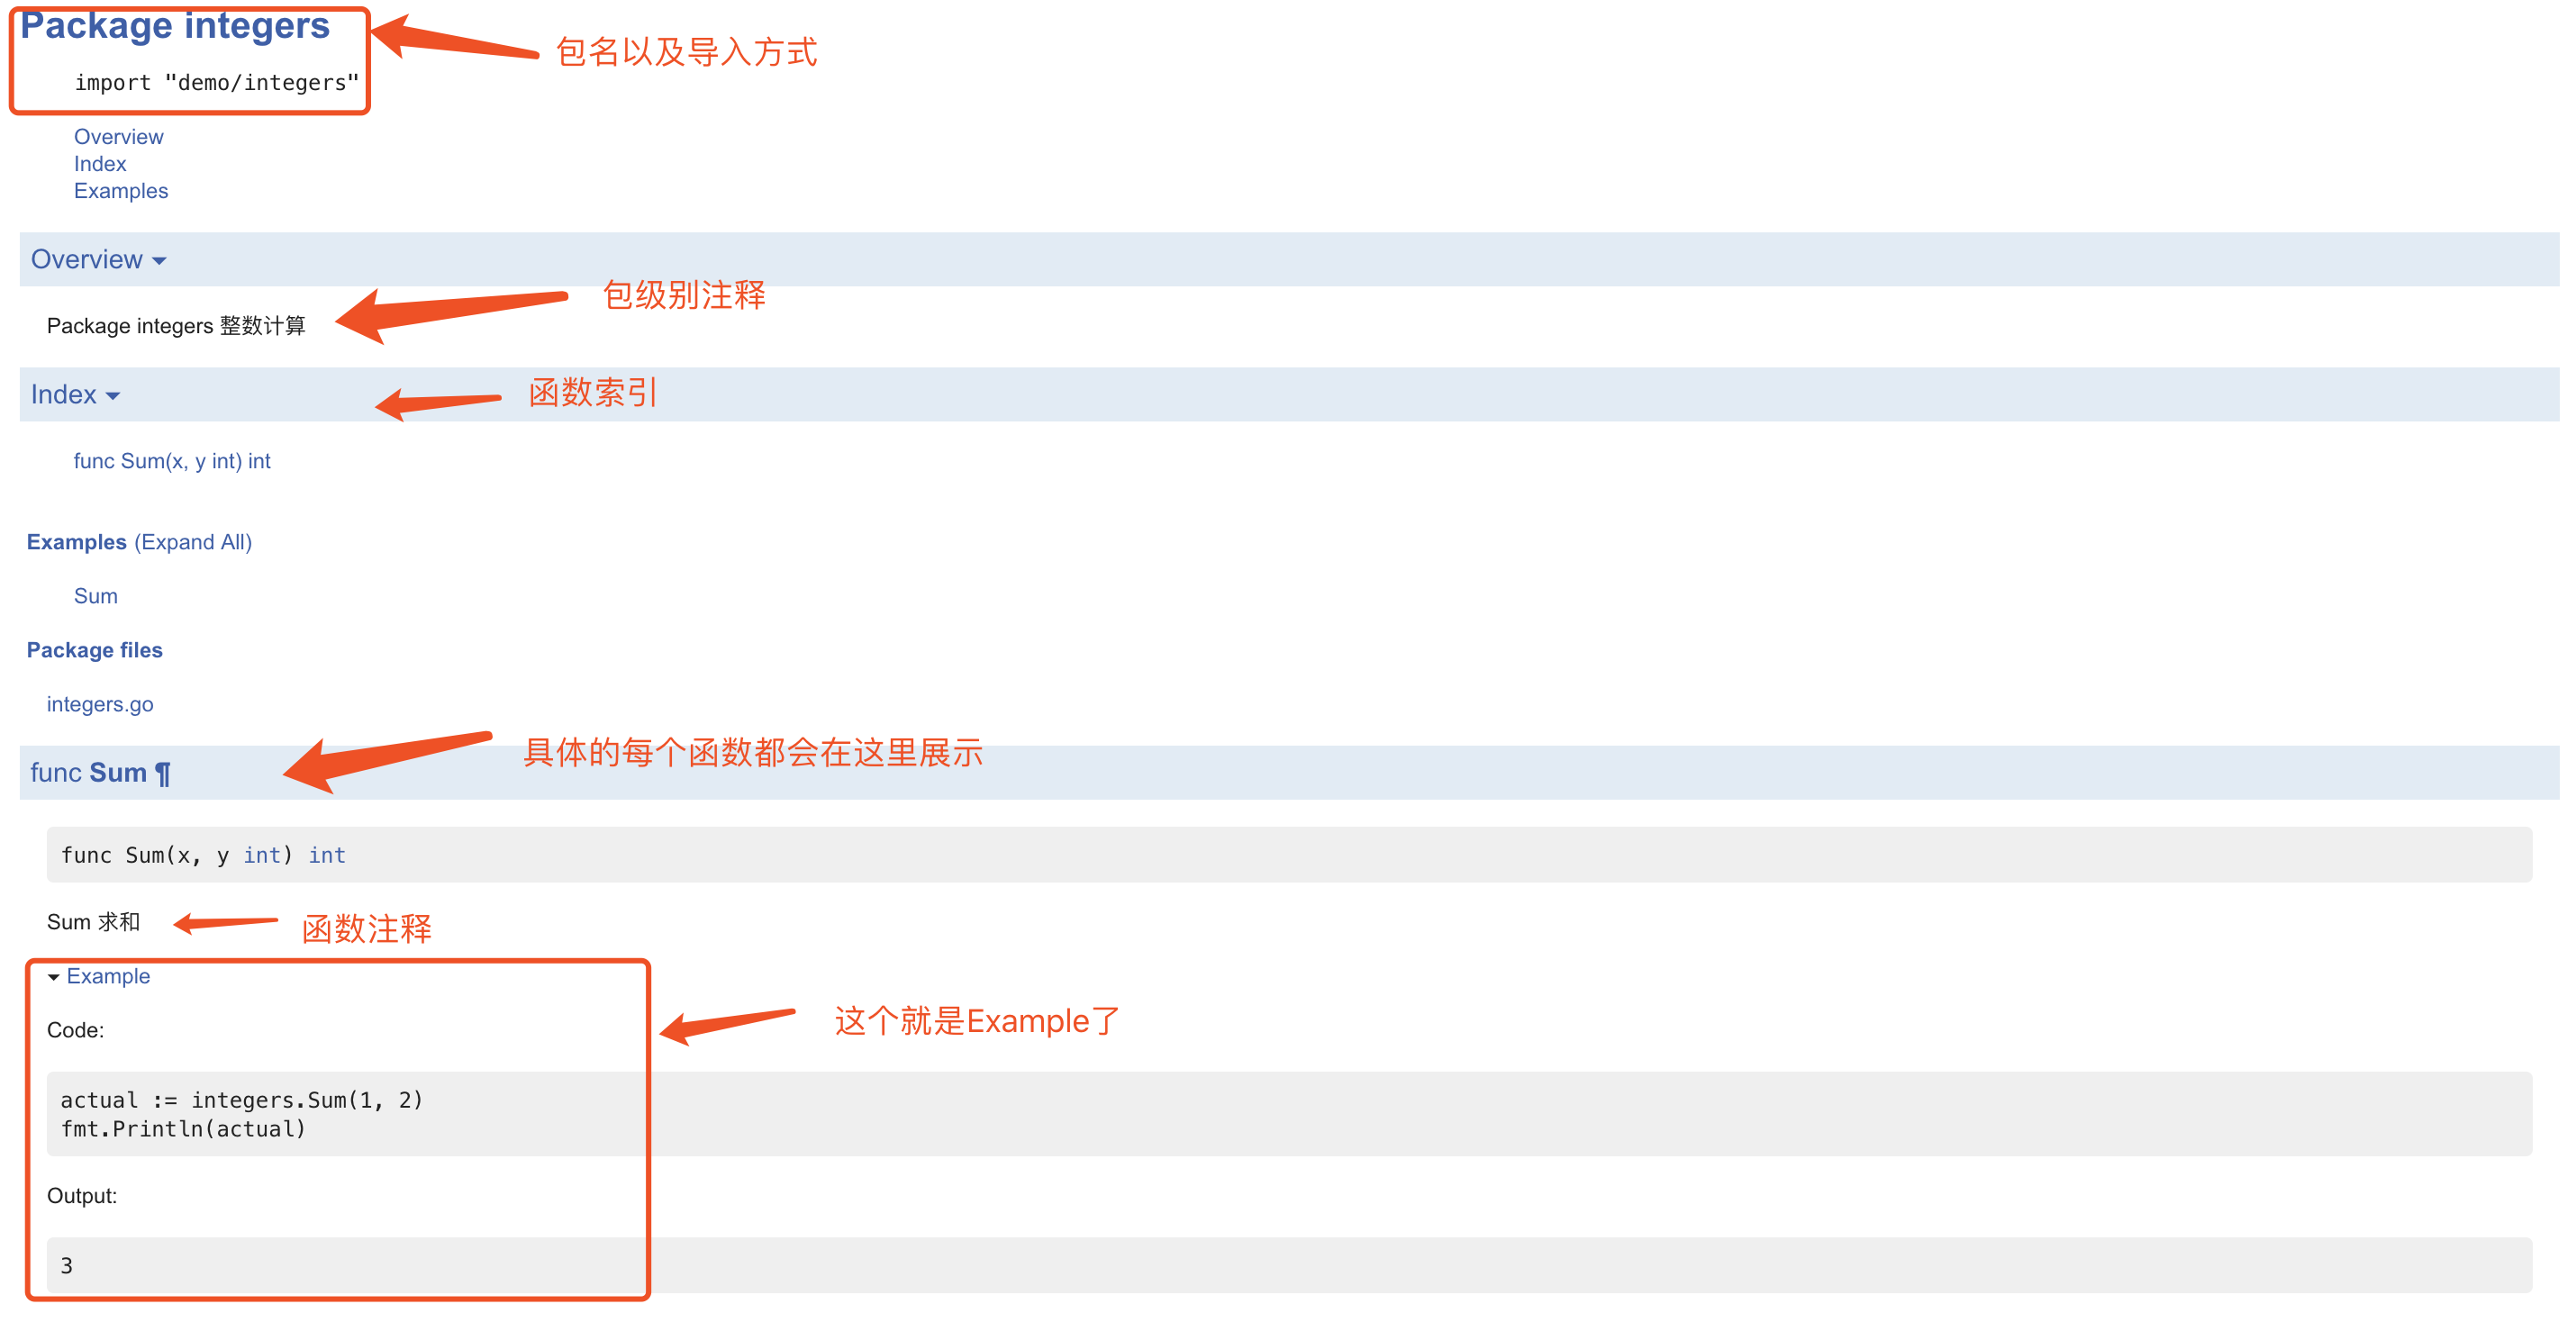 Package integers
包名以及导入方式
import "demo/integers"
Overview
Index
Examples
Overview
包级别注释
Package integers 整数计算
Index
函数索引
func Sum(x, y int) int
Examples (Expand All)
Sum
Package files
integers.go
具体的每个函数都会在这里展示
func Sum ¶
func Sum(x, y int) int
Sum 求和
函数注释
Example
这个就是Example了
Code:
actual := integers.Sum(1, 2)
fmt.Println(actual)
Output:
3